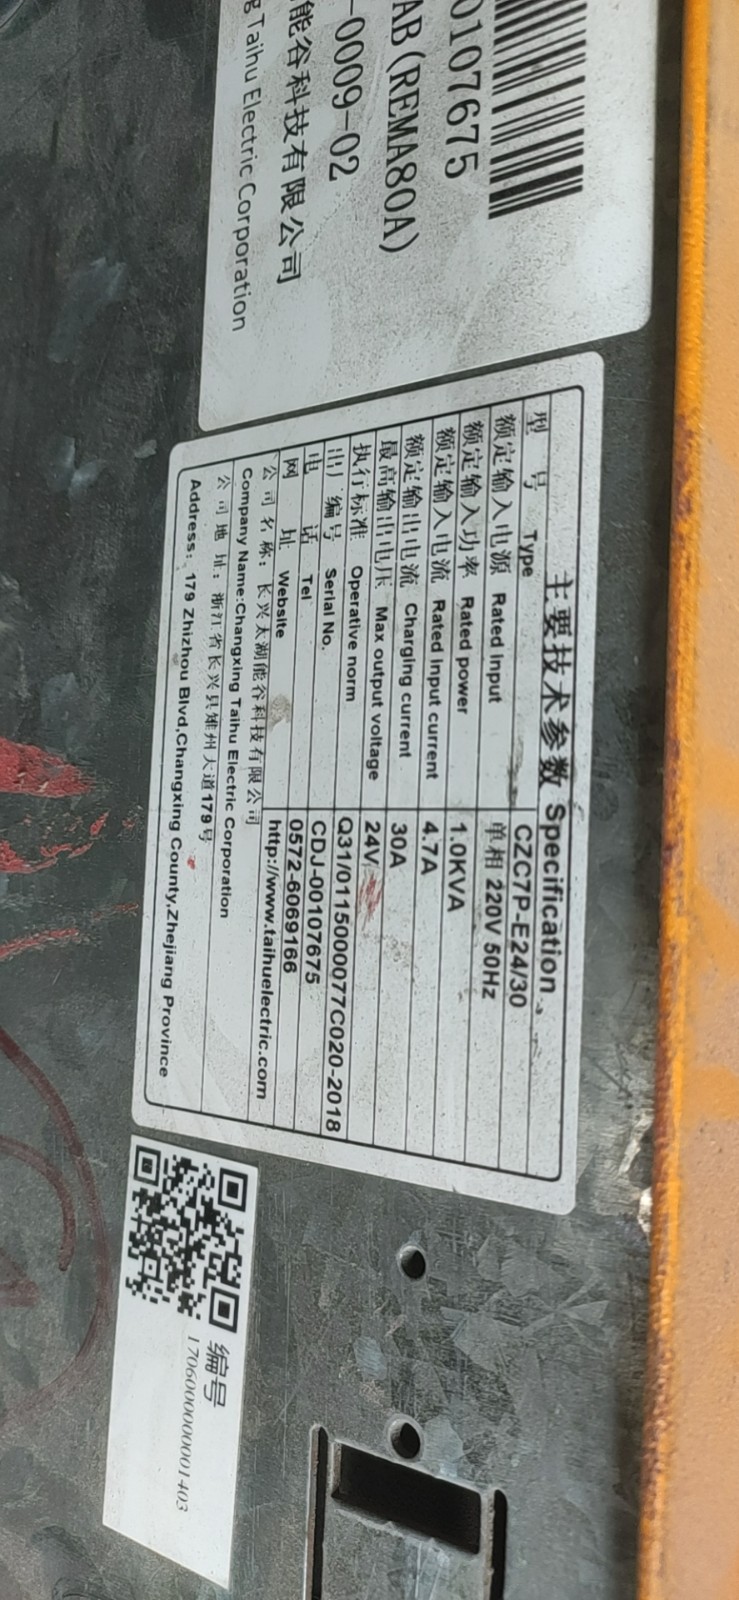 0107675
AB(REMA80A)
-0009-02
能谷科技有限公司
g Taihu Electric Corporation
主要技术参数 Specification
型 号 Type CZC7P-E24/30
额定输入电源 Rated input 单相 220V 50Hz
额定输入功率 Rated power 1.0KVA
额定输入电流 Rated input current 4.7A
额定输出电流 Charging current 30A
最高输出电压 Max output voltage 24V
执行标准 Operative norm Q31/0115000077C020-2018
出厂编号 Serial No. CDJ-00107675
电 话 Tel 0572-6069166
网 址 Website http://www.taihuelectric.com
公司名称：长兴太湖能谷科技有限公司
Company Name:Changxing Taihu Electric Corporation
公司地址：浙江省长兴县雉州大道179号
Address: 179 Zhizhou Blvd,Changxing County,Zhejiang Province
编号
1706000000001403